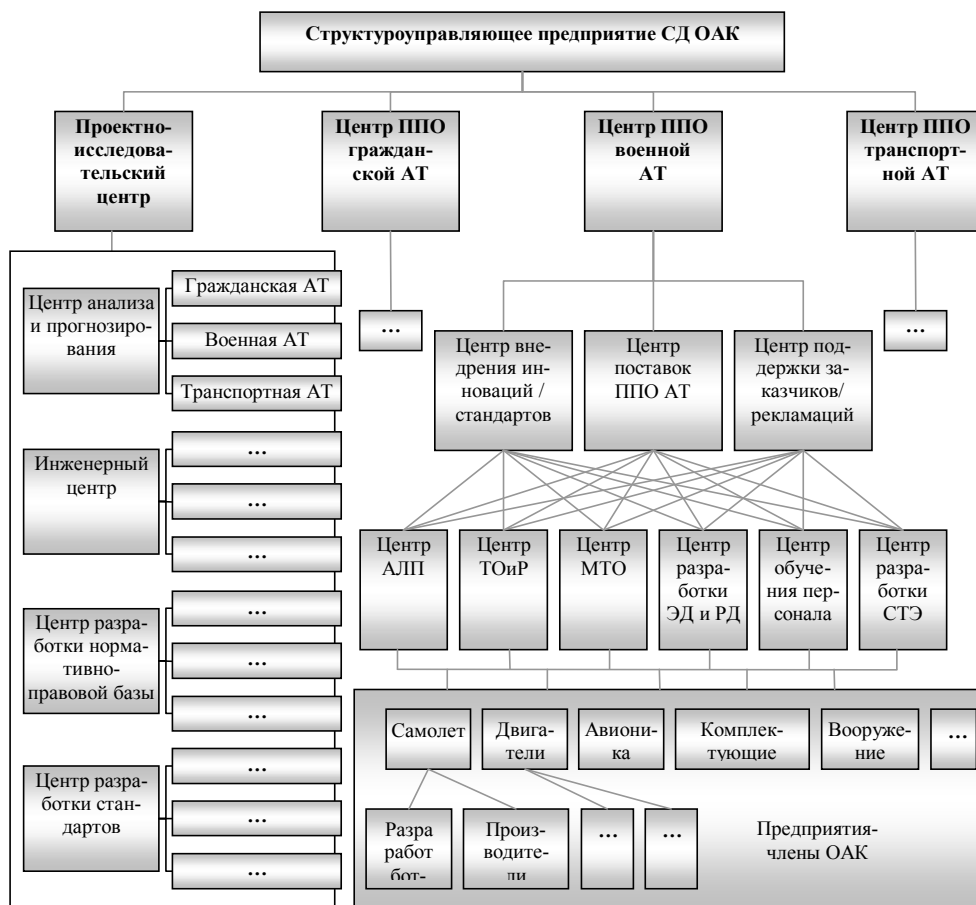 Структуроуправляющее предприятие СД ОАК
Проектно-
исследова-
тельский
центр
Центр ППО
граждан-
ской АТ
Центр ППО
военной
АТ
Центр ППО
транспорт-
ной АТ
Центр анализа
и прогнозиро-
вания
Гражданская АТ
Военная АТ
Транспортная АТ
Инженерный
центр
...
...
...
Центр разра-
ботки норма-
тивно-
правовой базы
...
...
...
Центр разра-
ботки стан-
дартов
...
...
...
...
Центр вне-
дрения ин-
новаций /
стандартов
Центр
поставок
ППО АТ
Центр под-
держки за-
казчиков/
рекламаций
...
Центр
АЛП
Центр
ТОиР
Центр
МТО
Центр
разра-
ботки
ЭД и РД
Центр
обуче-
ния пер-
сонала
Центр
разра-
ботки
СТЭ
Самолет
Двига-
тели
Авиони-
ка
Комплек-
тующие
Вооруже-
ние
...
Разра
работ
бот-
Произ-
водите-
ли
...
...
Предприятия-
члены ОАК